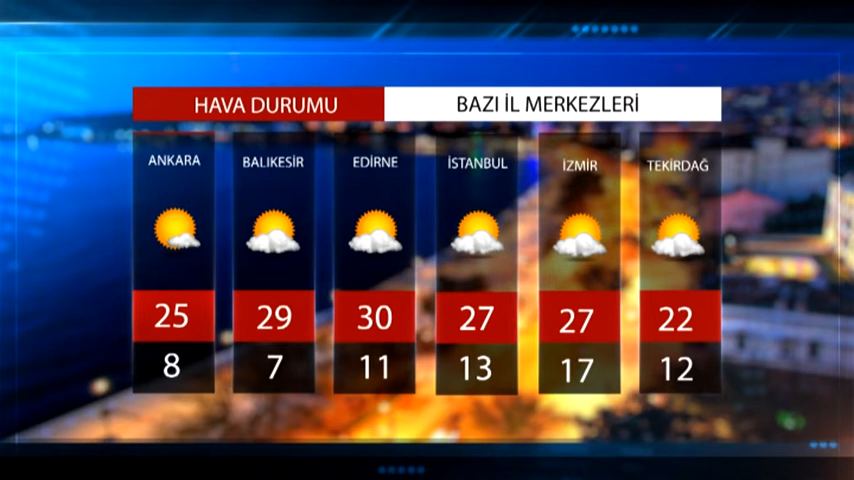 HAVA DURUMU BAZI İL MERKEZLERİ
ANKARA BALIKESİR EDİRNE İSTANBUL İZMİR TEKİRDAĞ
25 29 30 27 27 22
8 7 11 13 17 12